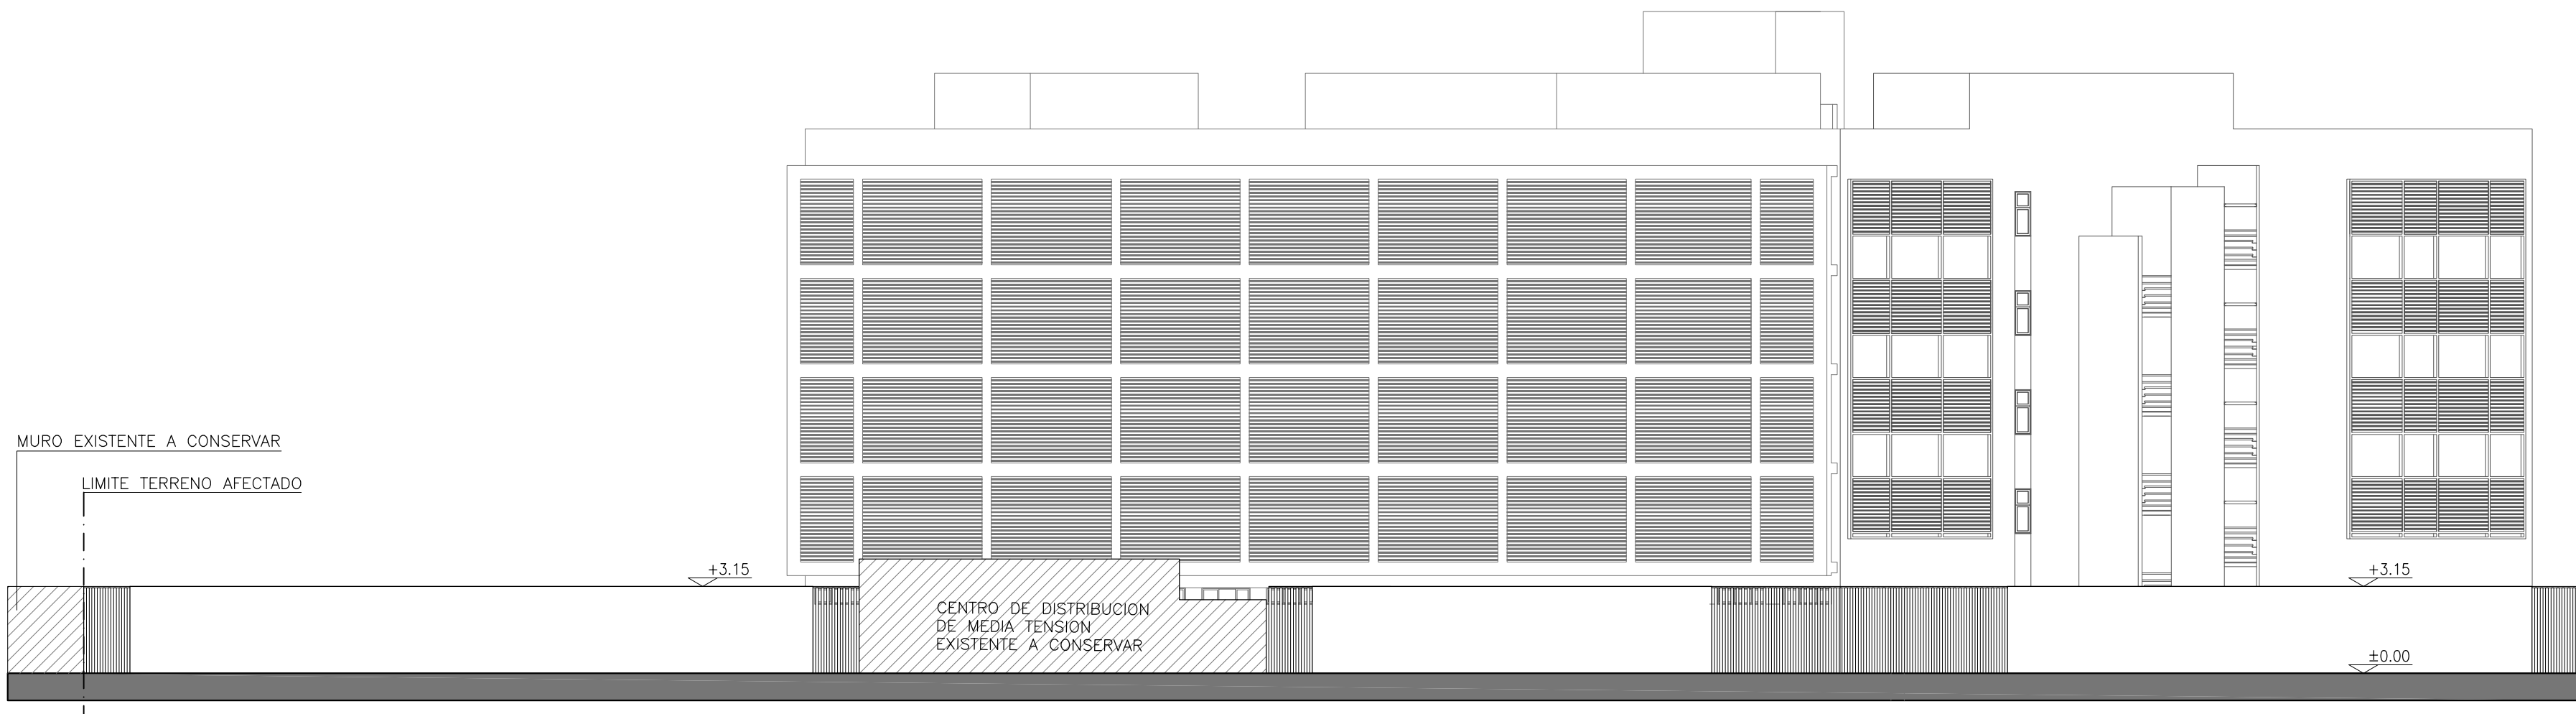 MURO EXISTENTE A CONSERVAR
LIMITE TERRENO AFECTADO
+3.15
CENTRO DE DISTRIBUCION
DE MEDIA TENSION
EXISTENTE A CONSERVAR
+3.15
±0.00